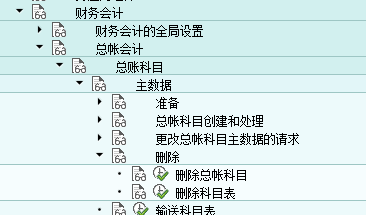 财务会计
财务会计的全局设置
总帐会计
总账科目
主数据
准备
总帐科目创建和处理
更改总帐科目主数据的请求
删除
删除总帐科目
删除科目表
输送科目表